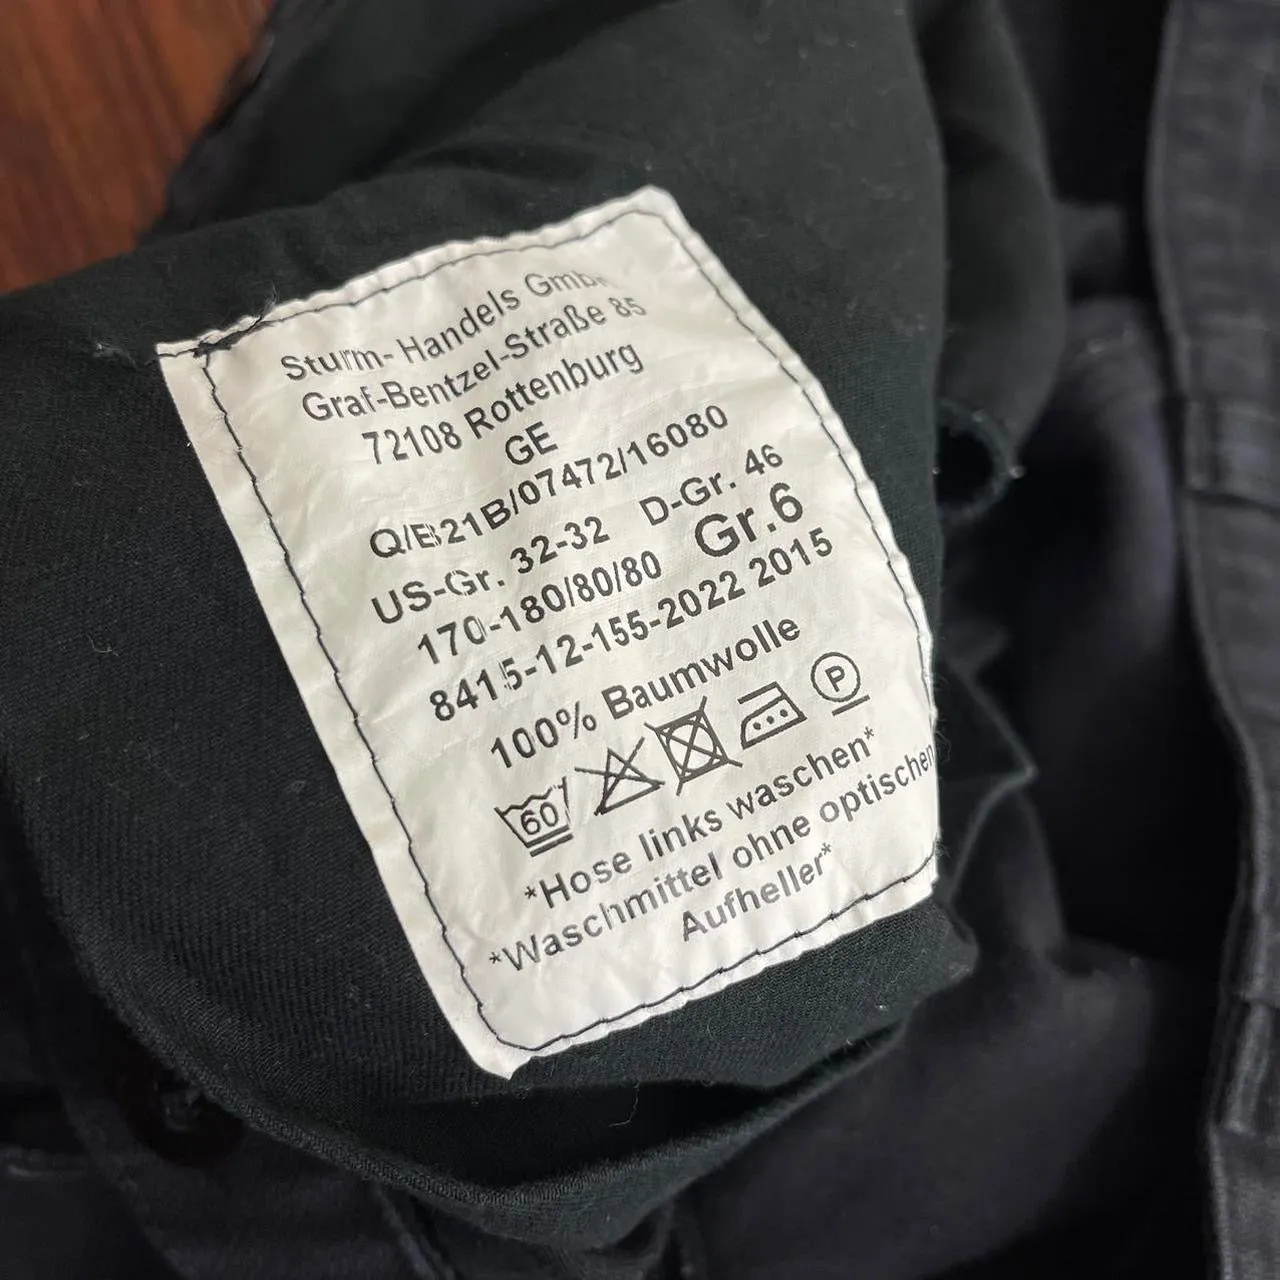 Sturm- Handels GmbH
Graf-Bentzel-Straße 85
72108 Rottenburg
GE
Q/E21B/07472/16080
US-Gr. 32-32 D-Gr. 46
170-180/80/80 Gr.6
8415-12-155-2022 2015
100% Baumwolle
60 P
*Hose links waschen*
*Waschmittel ohne optischen
Aufheller*